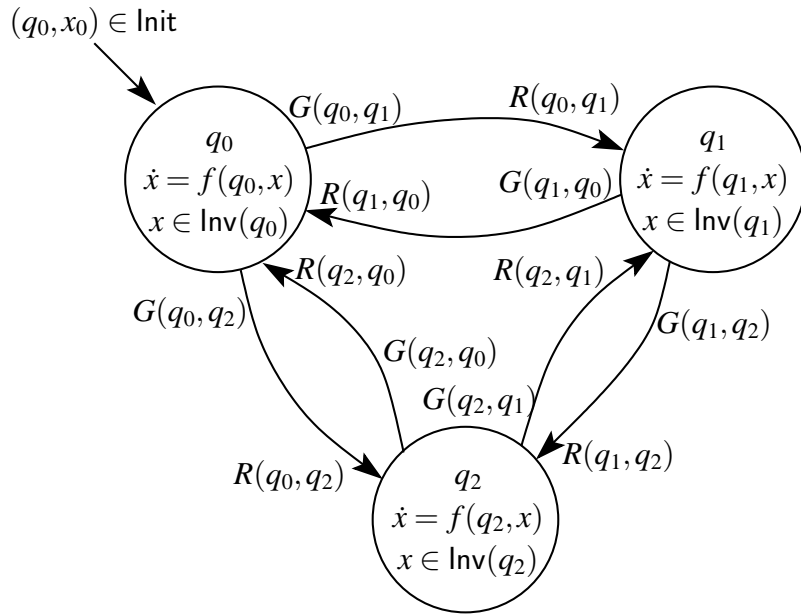 (q₀, x₀) ∈ Init
G(q₀, q₁)
R(q₀, q₁)
q₀
ẋ = f(q₀, x)
x ∈ Inv(q₀)
q₁
ẋ = f(q₁, x)
x ∈ Inv(q₁)
R(q₁, q₀)
G(q₁, q₀)
R(q₂, q₀)
R(q₂, q₁)
G(q₀, q₂)
G(q₁, q₂)
G(q₂, q₀)
G(q₂, q₁)
R(q₀, q₂)
R(q₁, q₂)
q₂
ẋ = f(q₂, x)
x ∈ Inv(q₂)